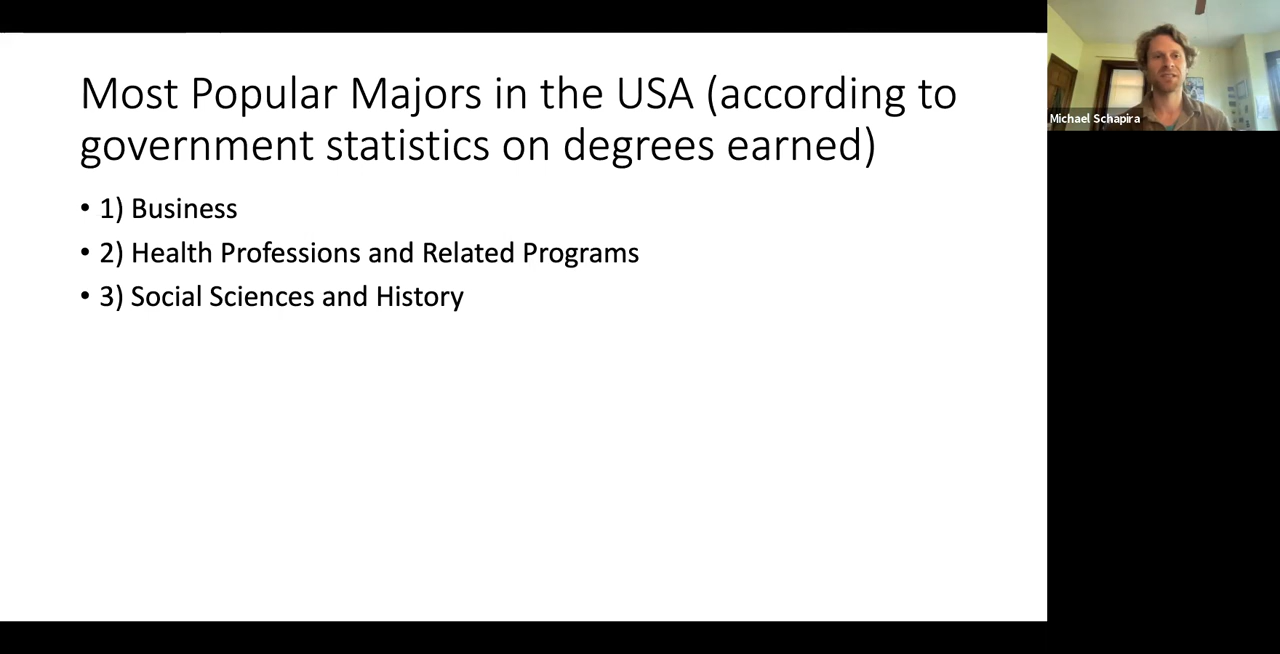 Most Popular Majors in the USA (according to
government statistics on degrees earned)
• 1) Business
• 2) Health Professions and Related Programs
• 3) Social Sciences and History
Michael Schapira